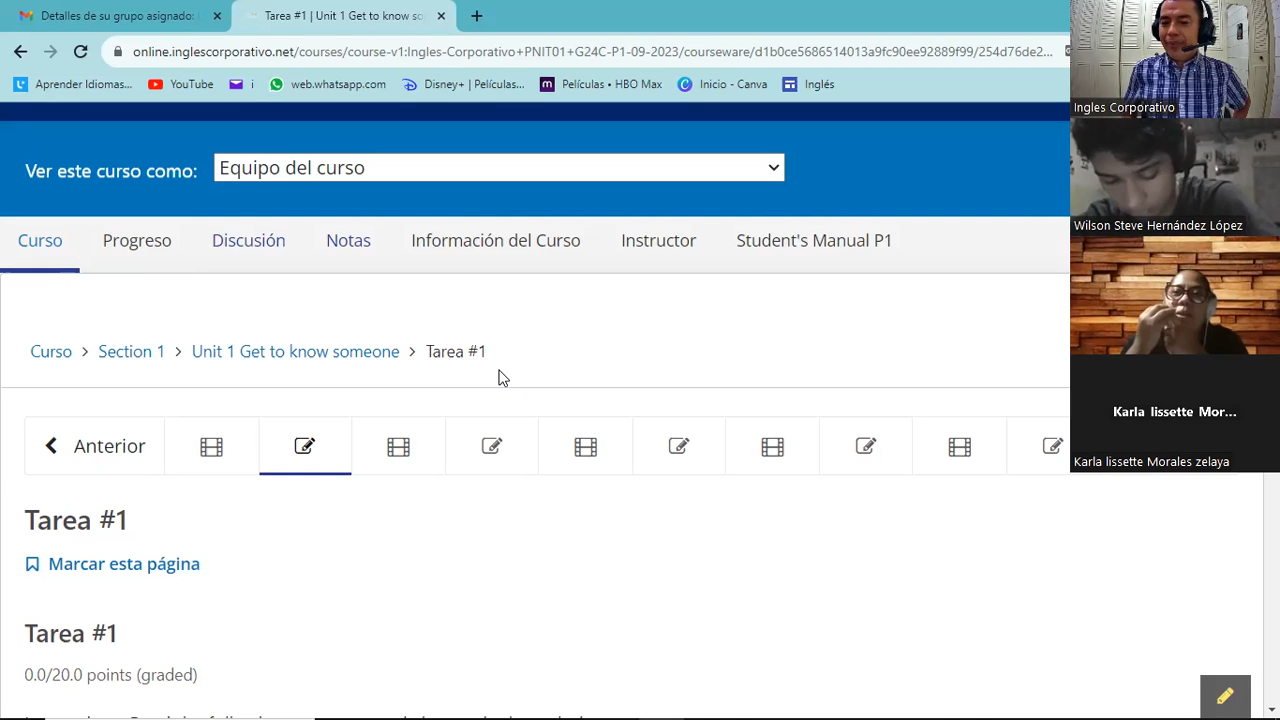 Detalles de su grupo asignado:
Tarea #1 | Unit 1 Get to know so
online.inglescorporativo.net/courses/course-v1:Ingles-Corporativo+PNIT01+G24C-P1-09-2023/courseware/
Aprender Idiomas...
YouTube
i
web.whatsapp.com
Disney+ | Películas...
Películas • HBO Max
Inicio - Canva
Inglés
Ver este curso como:
Equipo del curso
Curso
Progreso
Discusión
Notas
Información del Curso
Instructor
Student's Manual P1
Curso > Section 1 > Unit 1 Get to know someone > Tarea #1
Anterior
Tarea #1
Marcar esta página
Tarea #1
0.0/20.0 points (graded)
Ingles Corporativo
Wilson Steve Hernández López
Karla lissette Mor...
Karla lissette Morales zelaya